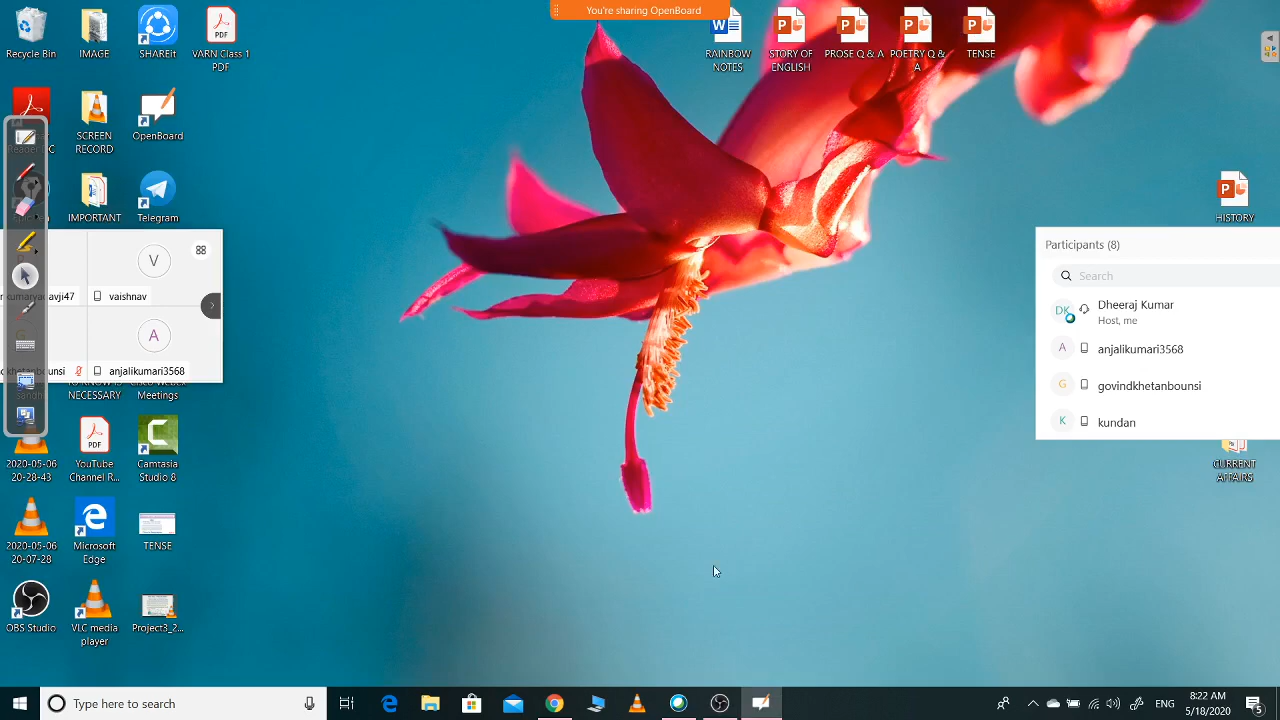 You're sharing OpenBoard
Recycle Bin
IMAGE
SHAREit
VARN Class 1
PDF
RAINBOW
NOTES
STORY OF
ENGLISH
PROSE Q & A
POETRY Q &
A
TENSE
SCREEN
RECORD
OpenBoard
IMPORTANT
Telegram
HISTORY
V
vaishnav
A
anjalikumari3568
Participants (8)
Search
DK
Dheeraj Kumar
Host, me
A
anjalikumari3568
G
govindkhetanbounsi
K
kundan
NECESSARY
Meetings
2020-05-06
20-28-43
PDF
YouTube
Channel R...
Camtasia
Studio 8
CURRENT
AFFAIRS
2020-05-06
20-07-28
Microsoft
Edge
TENSE
OBS Studio
VLC media
player
Project3_2...
Type here to search
8:22 AM
5/18/2020
5